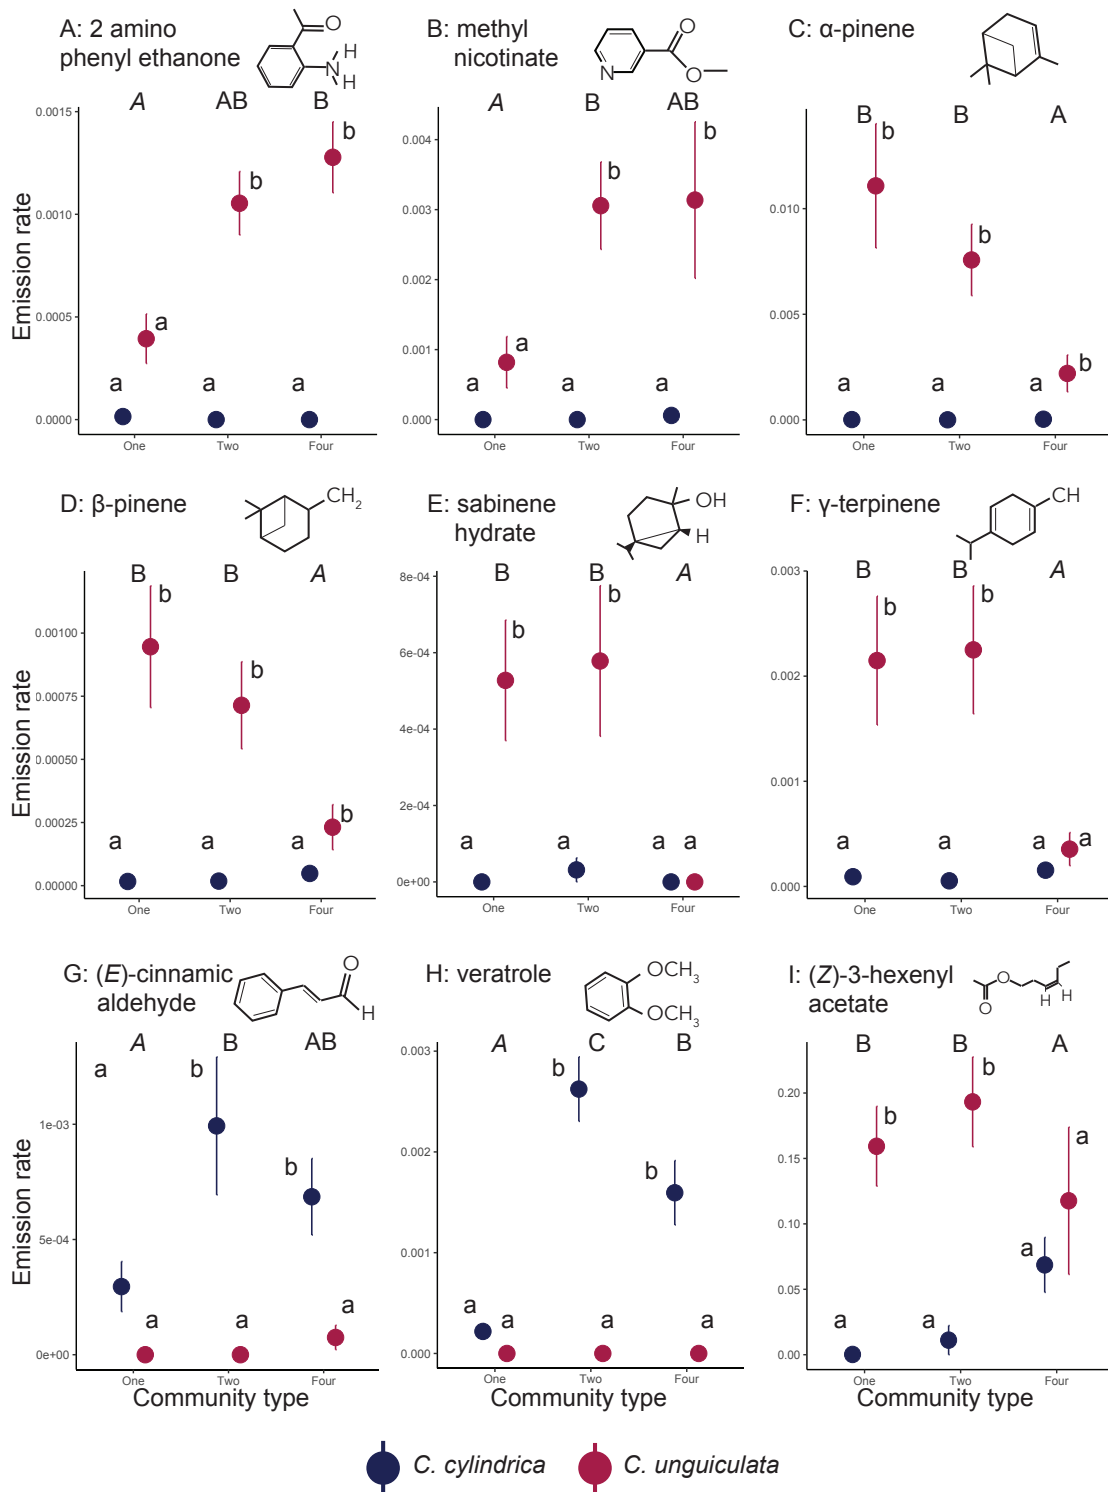 A: 2 amino
phenyl ethanone
O
N
H
H
A
AB
B
0.0015
0.0010
0.0005
0.0000
Emission rate
a
a
a
b
a
b
One
Two
Four
B: methyl
nicotinate
N
O
O
A
B
AB
0.004
0.003
0.002
0.001
0.000
a
a
a
b
a
b
One
Two
Four
C: α-pinene
B
B
A
0.010
0.005
0.000
a
b
a
b
a
b
One
Two
Four
D: β-pinene
CH2
B
B
A
0.00100
0.00075
0.00050
0.00025
0.00000
Emission rate
a
b
a
b
a
b
One
Two
Four
E: sabinene
hydrate
OH
H
B
B
A
8e-04
6e-04
4e-04
2e-04
0e+00
a
b
a
b
a
a
One
Two
Four
F: γ-terpinene
CH
B
B
A
0.003
0.002
0.001
0.000
a
b
a
b
a
a
One
Two
Four
G: (E)-cinnamic
aldehyde
O
H
A
B
AB
1e-03
5e-04
0e+00
Emission rate
a
a
b
a
b
a
One
Two
Four
Community type
H: veratrole
OCH3
OCH3
A
C
B
0.003
0.002
0.001
0.000
a
a
b
a
b
a
One
Two
Four
Community type
I: (Z)-3-hexenyl
acetate
O
O
H
H
B
B
A
0.20
0.15
0.10
0.05
0.00
a
b
a
b
a
a
One
Two
Four
Community type
C. cylindrica
C. unguiculata